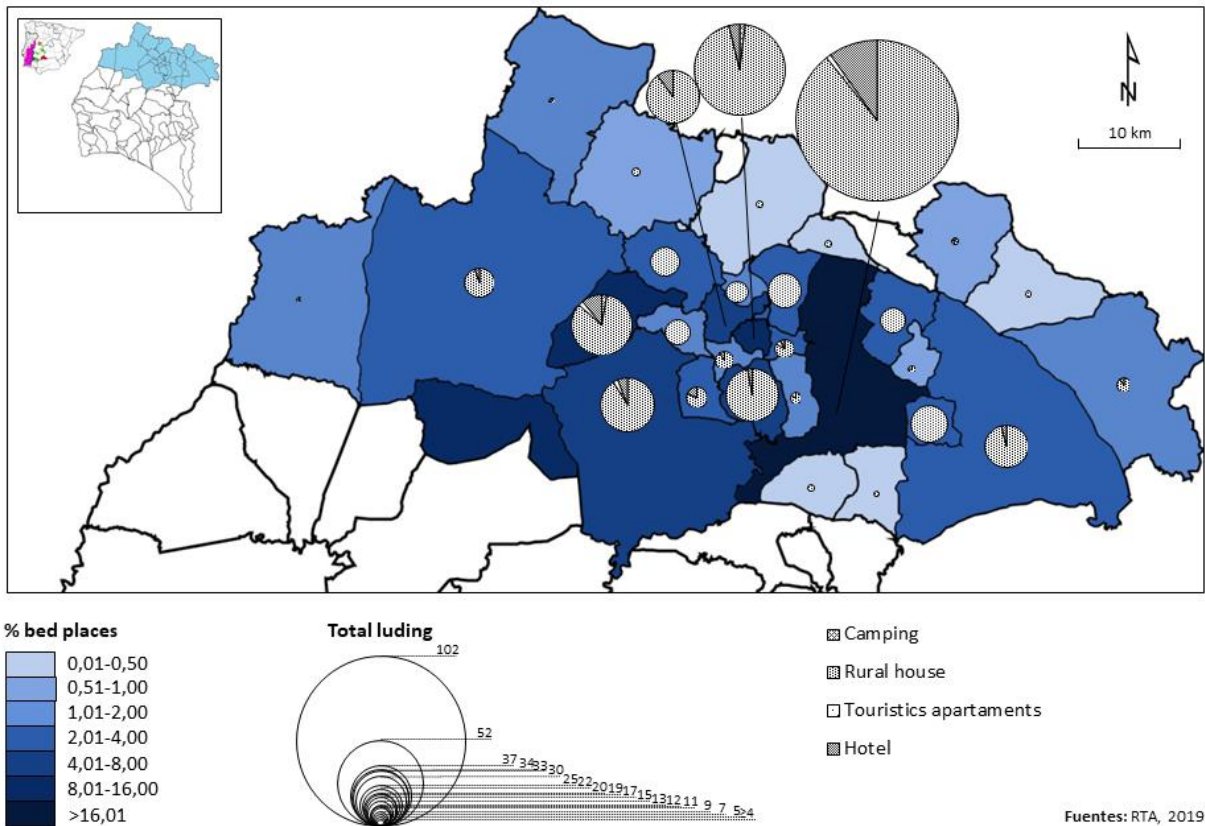 N
10 km
% bed places
0,01-0,50
0,51-1,00
1,01-2,00
2,01-4,00
4,01-8,00
8,01-16,00
>16,01
Total luding
102
52
37
34
33
30
25
22
20
19
17
15
13
12
11
9
7
5
≥4
Camping
Rural house
Touristics apartaments
Hotel
Fuentes: RTA, 2019